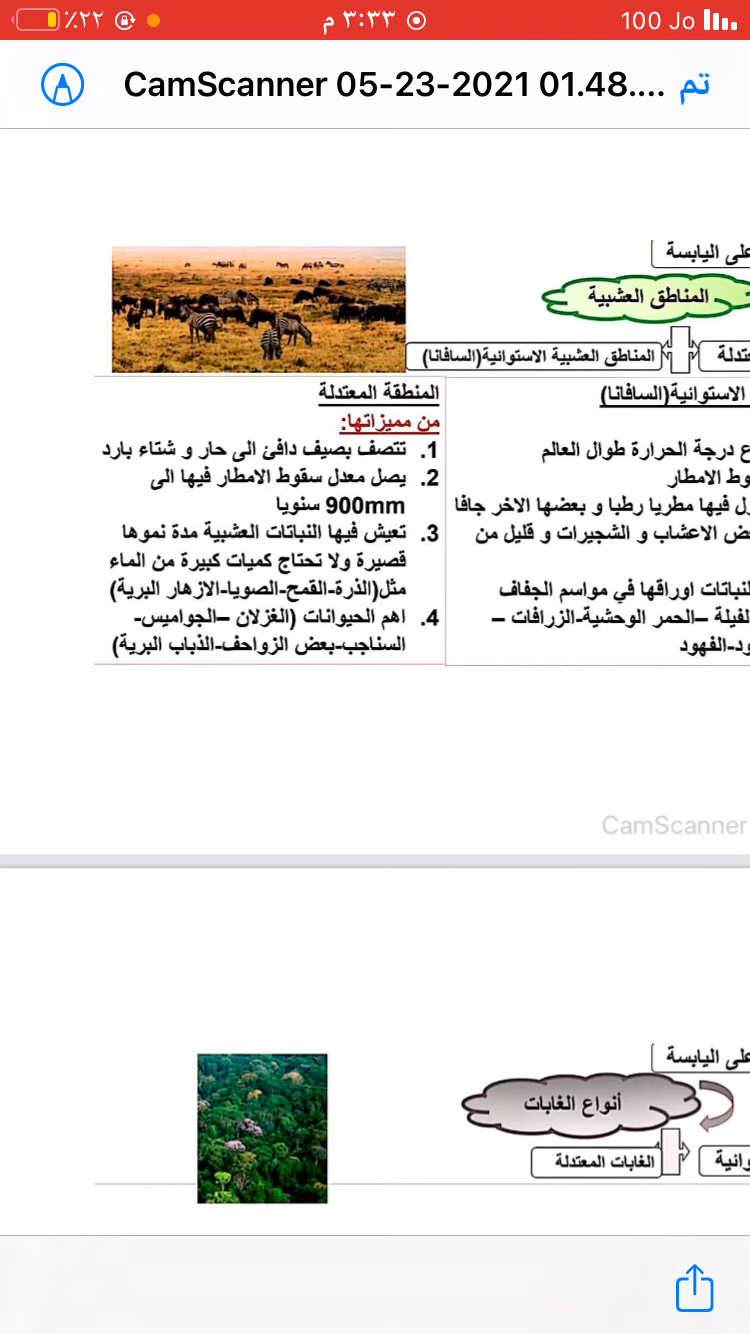 100 Jo
٣:٣٣ م
٪٢٢
تم
CamScanner 05-23-2021 01.48....
على اليابسة
المناطق العشبية
المناطق العشبية الاستوائية(السافانا)
الاستوائية(السافانا)
درجة الحرارة طوال العالم
الامطار
فيها مطريا رطبا و بعضها الاخر جافا
الاعشاب و الشجيرات و قليل من
اوراقها في مواسم الجفاف
الفيلة –الحمر الوحشية-الزرافات –
-الفهود
المنطقة المعتدلة
من مميزاتها:
1. تتصف بصيف دافئ الى حار و شتاء بارد
2. يصل معدل سقوط الامطار فيها الى
900mm سنويا
3. تعيش فيها النباتات العشبية مدة نموها
قصيرة ولا تحتاج كميات كبيرة من الماء
مثل(الذرة-القمح-الصويا-الازهار البرية)
4. اهم الحيوانات (الغزلان –الجواميس-
السناجب-بعض الزواحف-الذباب البرية)
CamScanner
على اليابسة
أنواع الغابات
الغابات المعتدلة